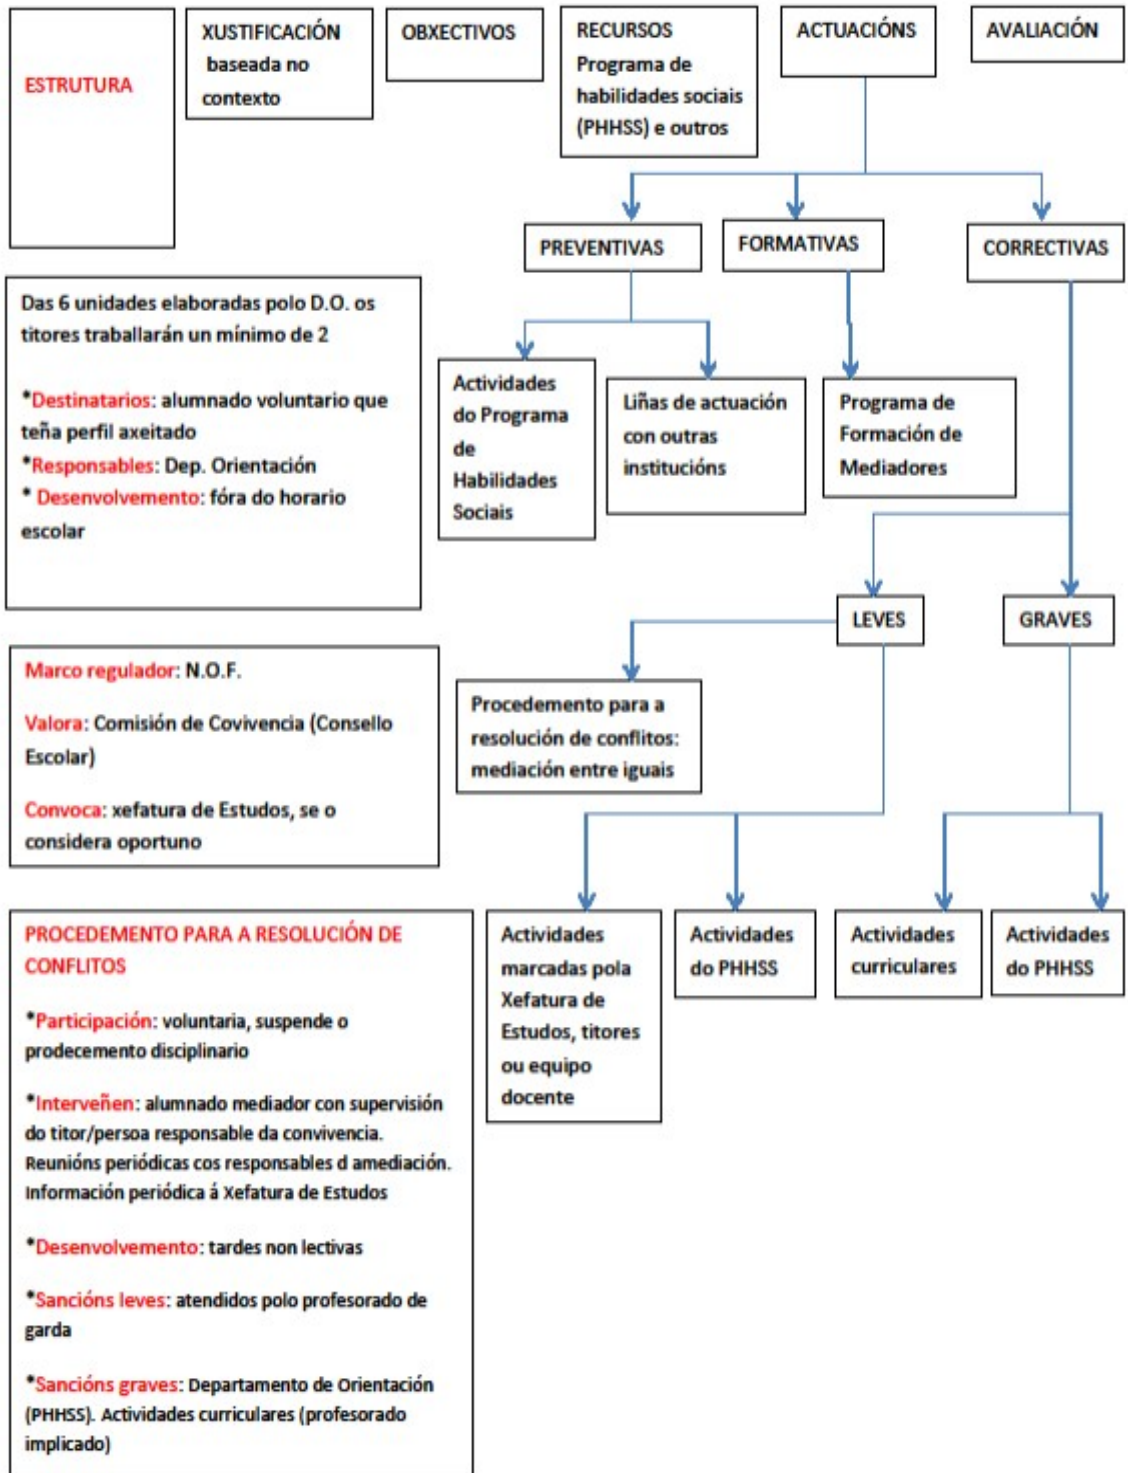 ESTRUTURA
XUSTIFICACIÓN
baseada no
contexto
OBXECTIVOS
RECURSOS
Programa de
habilidades sociais
(PHHSS) e outros
ACTUACIÓNS
AVALIACIÓN
PREVENTIVAS
FORMATIVAS
CORRECTIVAS
Das 6 unidades elaboradas polo D.O. os
titores traballarán un mínimo de 2
*Destinatarios: alumnado voluntario que
teña perfil axeitado
*Responsables: Dep. Orientación
* Desenvolvemento: fóra do horario
escolar
Actividades
do Programa
de
Habilidades
Sociais
Liñas de actuación
con outras
institucións
Programa de
Formación de
Mediadores
LEVES
GRAVES
Marco regulador: N.O.F.
Valora: Comisión de Covivencia (Consello
Escolar)
Convoca: xefatura de Estudos, se o
considera oportuno
Procedemento para a
resolución de conflitos:
mediación entre iguais
PROCEDEMENTO PARA A RESOLUCIÓN DE
CONFLITOS
*Participación: voluntaria, suspende o
prodecemento disciplinario
*Interveñen: alumnado mediador con supervisión
do titor/persoa responsable da convivencia.
Reunións periódicas cos responsables d amediación.
Información periódica á Xefatura de Estudos
*Desenvolvemento: tardes non lectivas
*Sancións leves: atendidos polo profesorado de
garda
*Sancións graves: Departamento de Orientación
(PHHSS). Actividades curriculares (profesorado
implicado)
Actividades
marcadas pola
Xefatura de
Estudos, titores
ou equipo
docente
Actividades
do PHHSS
Actividades
curriculares
Actividades
do PHHSS